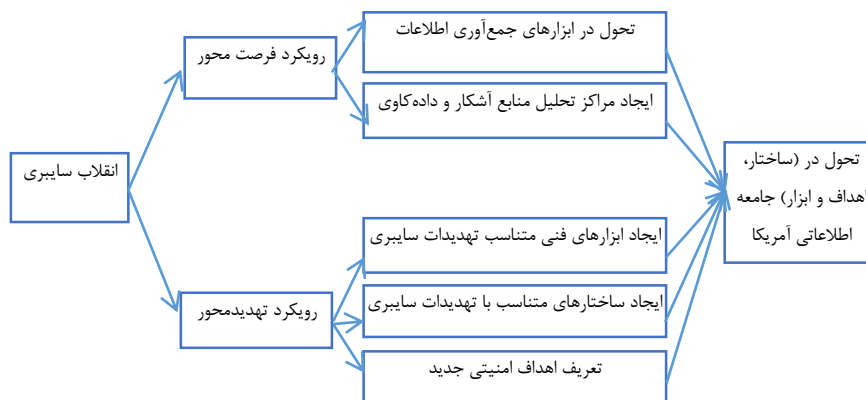 انقلاب سایبری
رویکرد فرصت محور
رویکرد تهدیدمحور
تحول در ابزارهای جمع‌آوری اطلاعات
ایجاد مراکز تحلیل منابع آشکار و داده‌کاوی
ایجاد ابزارهای فنی متناسب تهدیدات سایبری
ایجاد ساختارهای متناسب با تهدیدات سایبری
تعریف اهداف امنیتی جدید
تحول در (ساختار،
اهداف و ابزار) جامعه
اطلاعاتی آمریکا